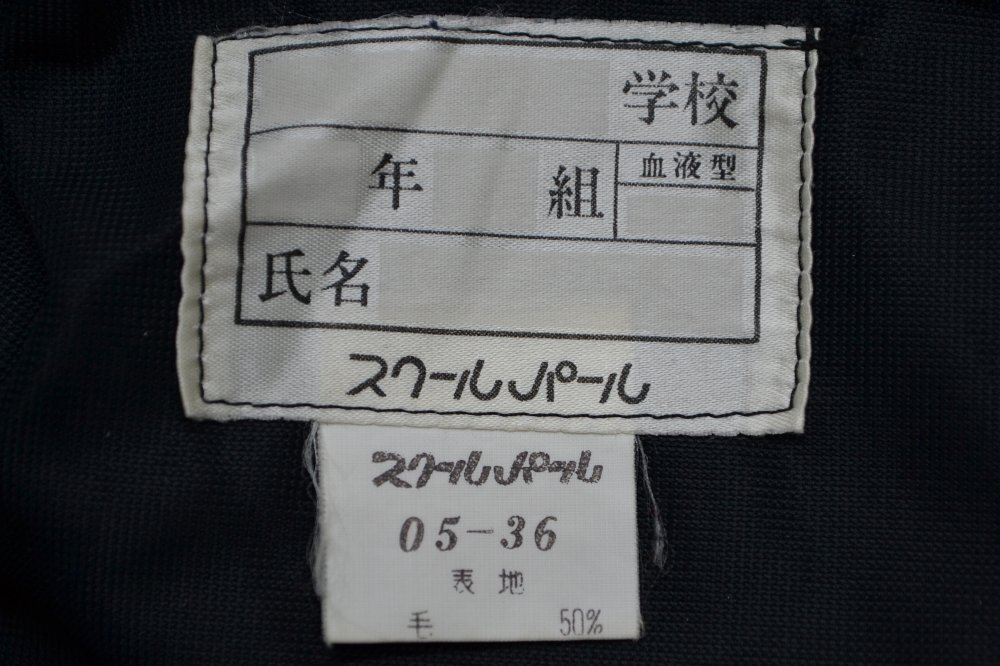 学校
年 組 血液型
氏名
スクールパール
スクールパール
05-36
表地
毛 50%